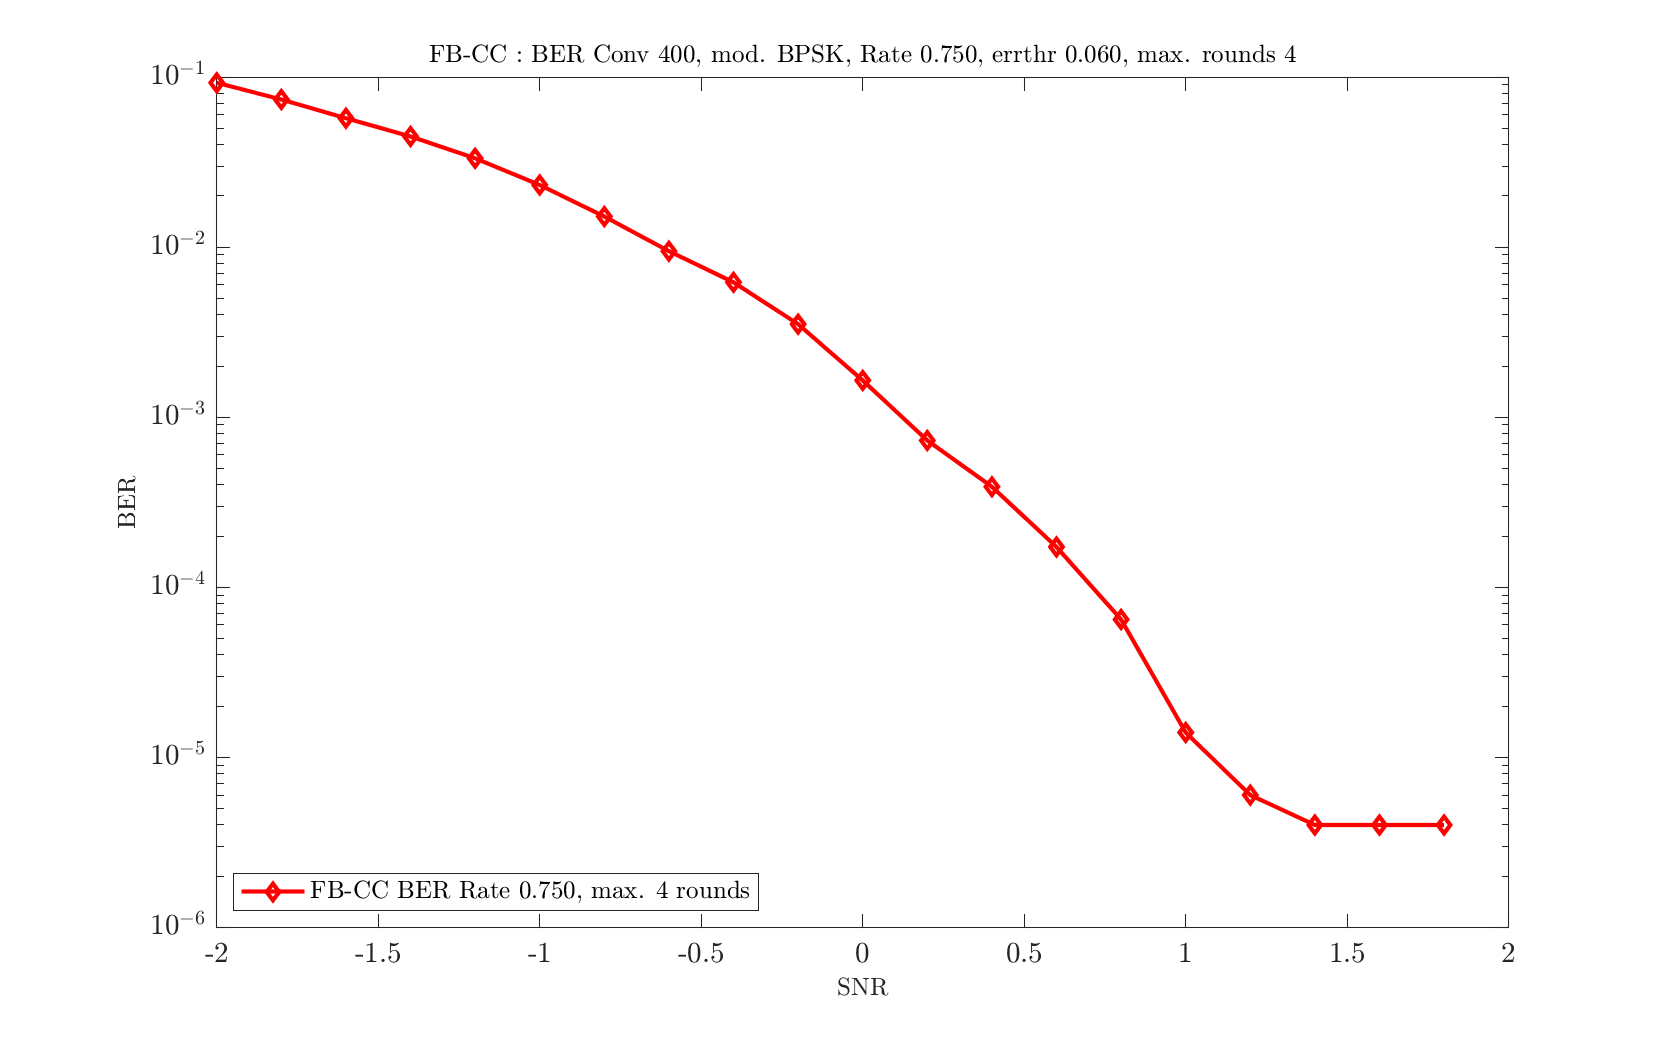 FB-CC : BER Conv 400, mod. BPSK, Rate 0.750, errthr 0.060, max. rounds 4
10⁻¹
10⁻²
10⁻³
10⁻⁴
10⁻⁵
10⁻⁶
BER
FB-CC BER Rate 0.750, max. 4 rounds
-2 -1.5 -1 -0.5 0 0.5 1 1.5 2
SNR